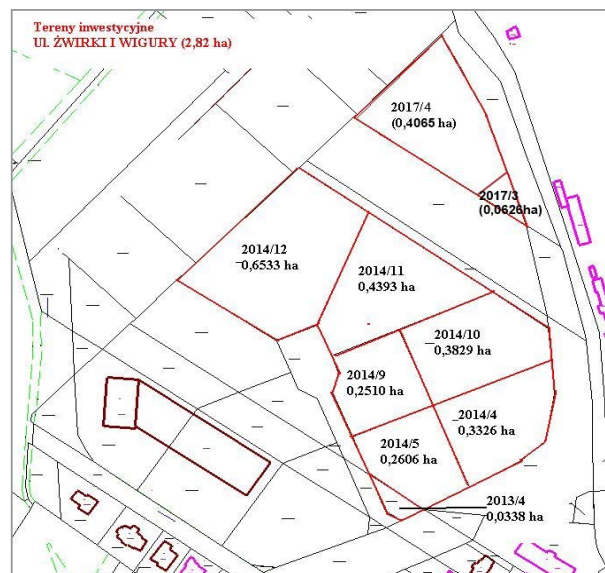 Tereny inwestycyjne
Ul. ŻWIRKI I WIGURY (2,82 ha)
2017/4
(0,4065 ha)
2017/3
(0,0626ha)
2014/12
0,6533 ha
2014/11
0,4393 ha
2014/10
0,3829 ha
2014/9
0,2510 ha
2014/4
0,3326 ha
2014/5
0,2606 ha
2013/4
0,0338 ha